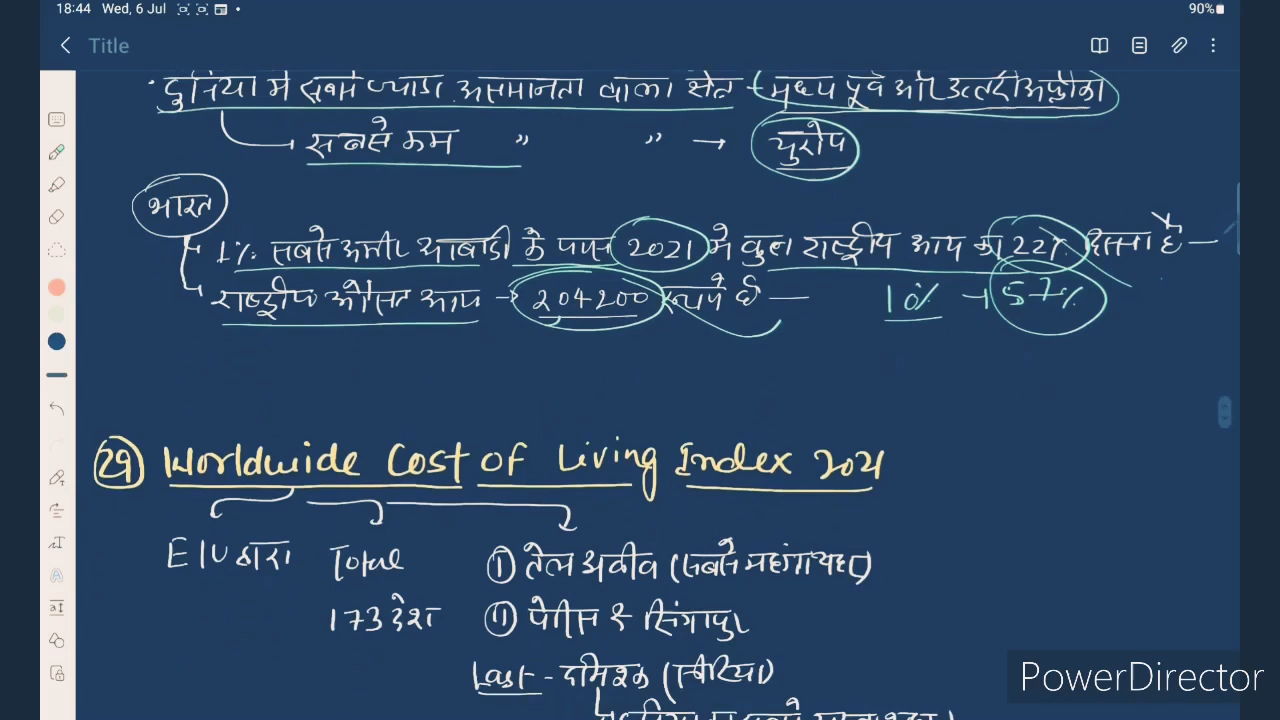 18:44 Wed, 6 Jul
90%
Title
• दुनिया में सबसे ज्यादा असमानता वाला क्षेत्र - मध्य पूर्व और उत्तरी अफ्रीका
सबसे कम " " → युरोप
भारत
1% सबसे अमीर आबादी के पास 2021 में कुल राष्ट्रीय आय का 22% हिस्सा है —
राष्ट्रीय औसत आय → 204200 रूपये है — 10% → 57%
(29) Worldwide Cost of Living Index 2021
EIU द्वारा Total (i) तेल अवीव (सबसे महंगा शहर)
173 देश (ii) पेरिस & सिंगापुर
Last - दमिश्क (सीरिया)
PowerDirector